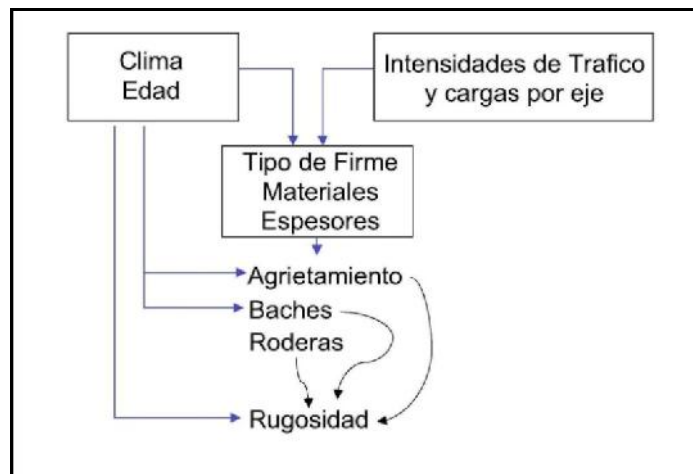 Clima
Edad
Intensidades de Trafico
y cargas por eje
Tipo de Firme
Materiales
Espesores
Agrietamiento
Baches
Roderas
Rugosidad